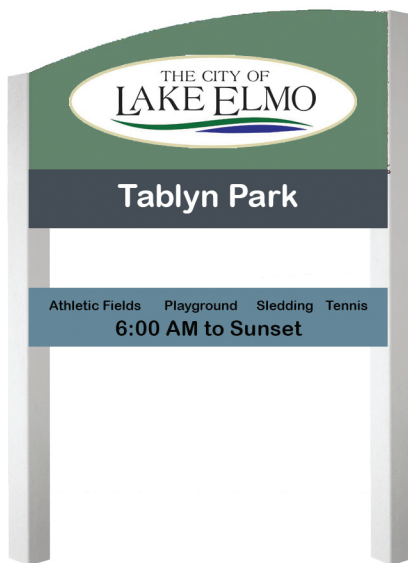 THE CITY OF
LAKE ELMO
Tablyn Park
Athletic Fields Playground Sledding Tennis
6:00 AM to Sunset